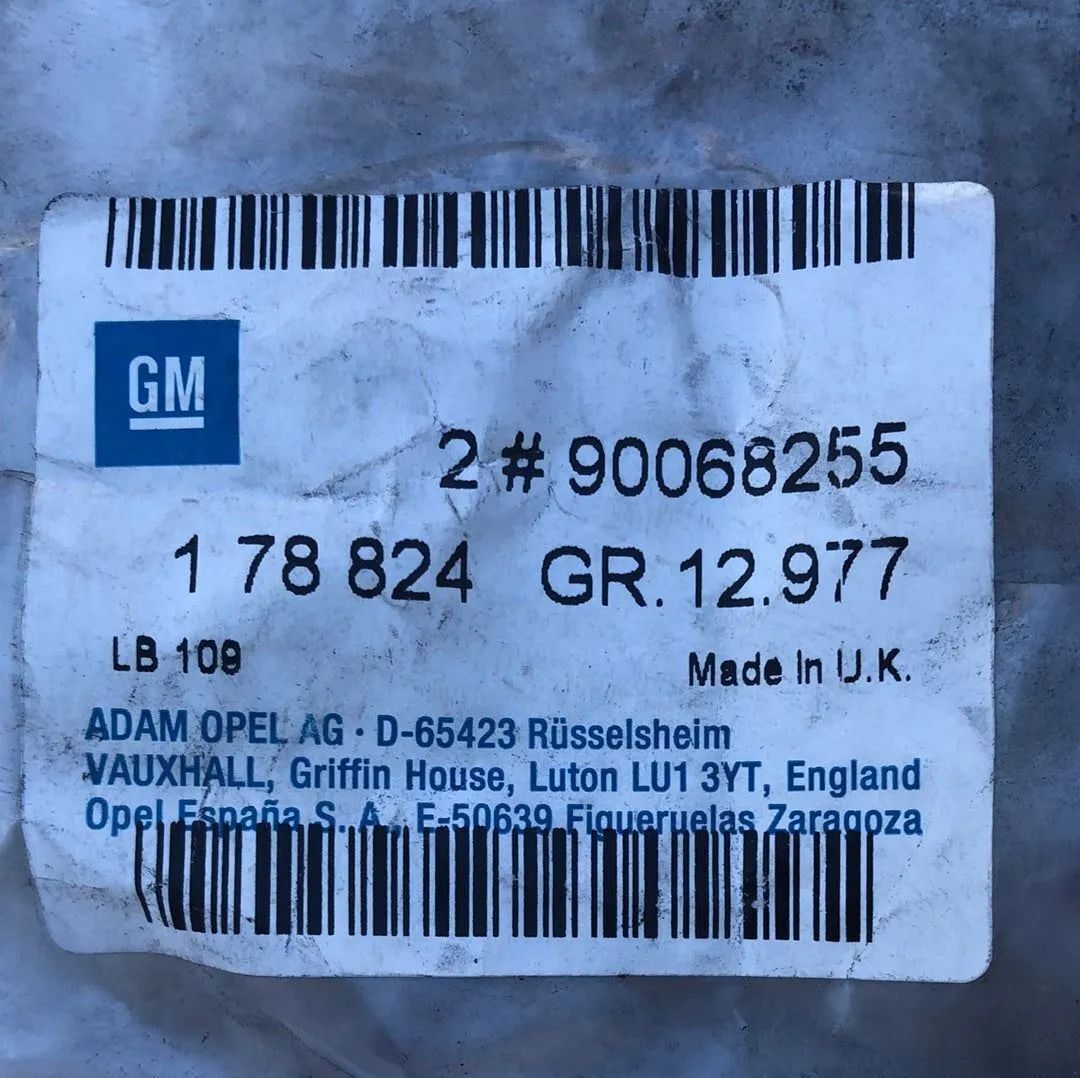 GM
2 # 90068255
1 78 824 GR. 12.977
LB 109
Made In U.K.
ADAM OPEL AG · D-65423 Rüsselsheim
VAUXHALL, Griffin House, Luton LU1 3YT, England
Opel España S. A., E-50639 Figueruelas Zaragoza